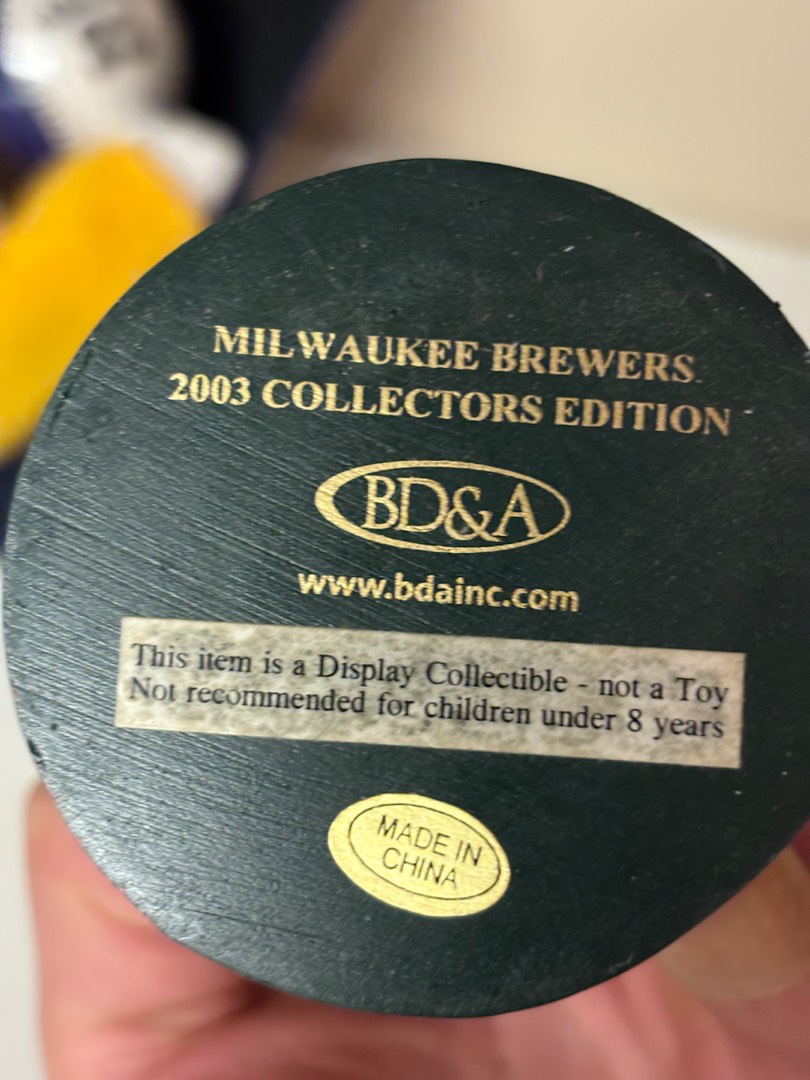 MILWAUKEE BREWERS
2003 COLLECTORS EDITION
BD&A
www.bdainc.com
This item is a Display Collectible - not a Toy
Not recommended for children under 8 years
MADE IN
CHINA